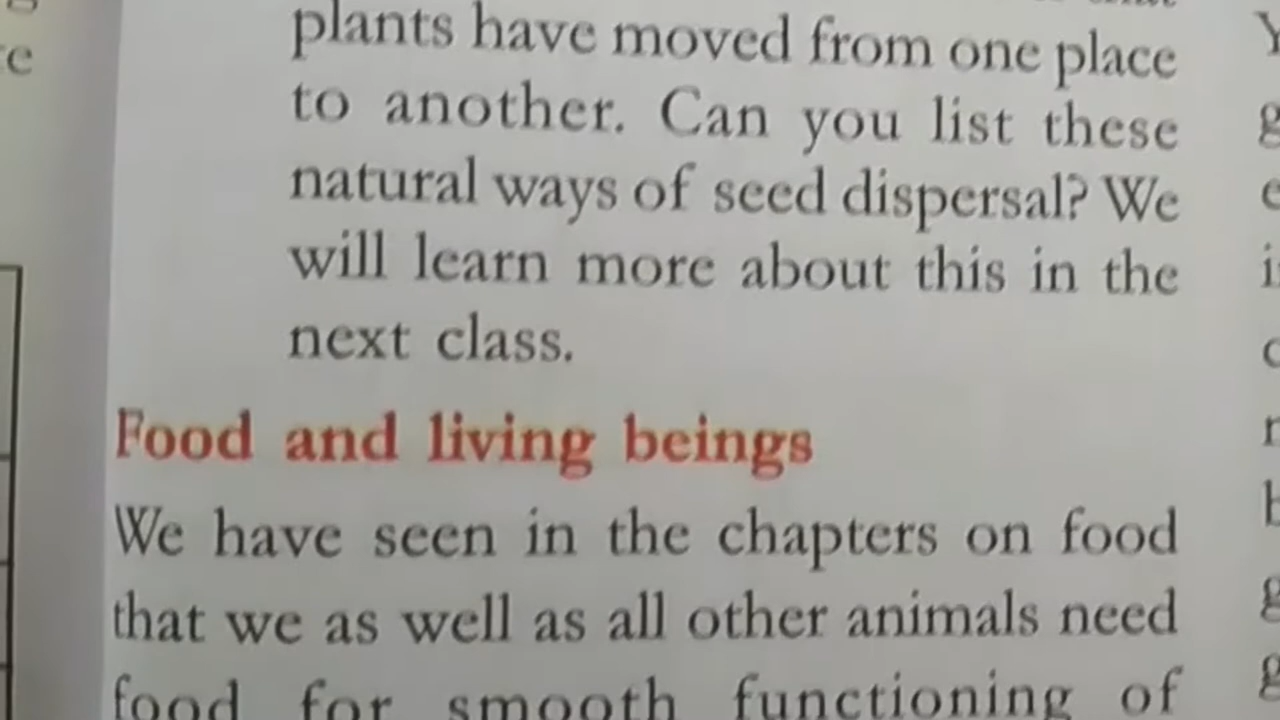 plants have moved from one place
to another. Can you list these
natural ways of seed dispersal? We
will learn more about this in the
next class.
Food and living beings
We have seen in the chapters on food
that we as well as all other animals need
food for smooth functioning of